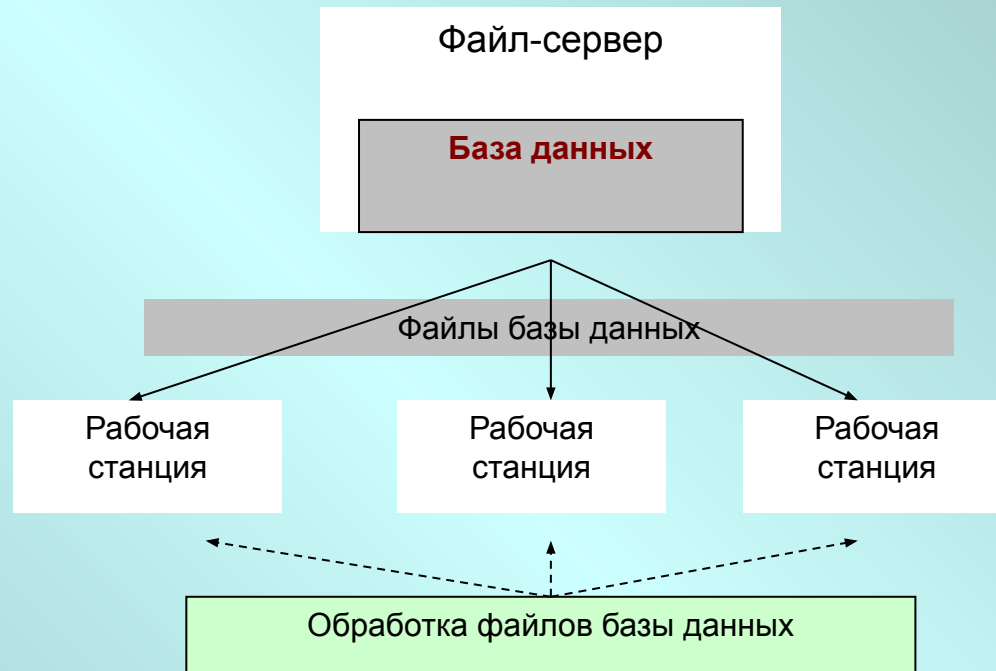 Файл-сервер
База данных
Файлы базы данных
Рабочая
станция
Рабочая
станция
Рабочая
станция
Обработка файлов базы данных